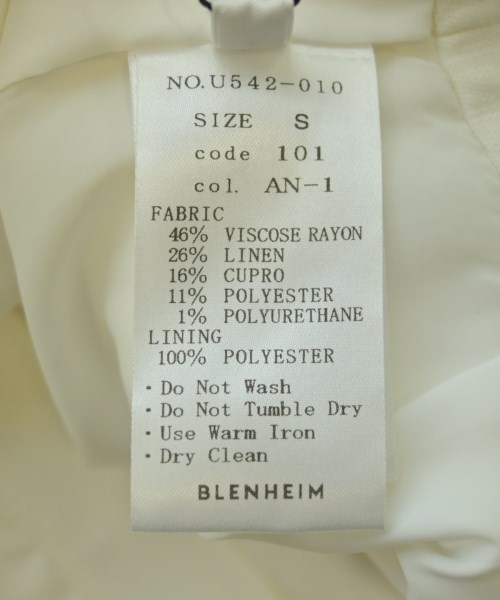 NO.U542-010
SIZE S
code 101
col. AN-1
FABRIC
46% VISCOSE RAYON
26% LINEN
16% CUPRO
11% POLYESTER
1% POLYURETHANE
LINING
100% POLYESTER
・Do Not Wash
・Do Not Tumble Dry
・Use Warm Iron
・Dry Clean
BLENHEIM